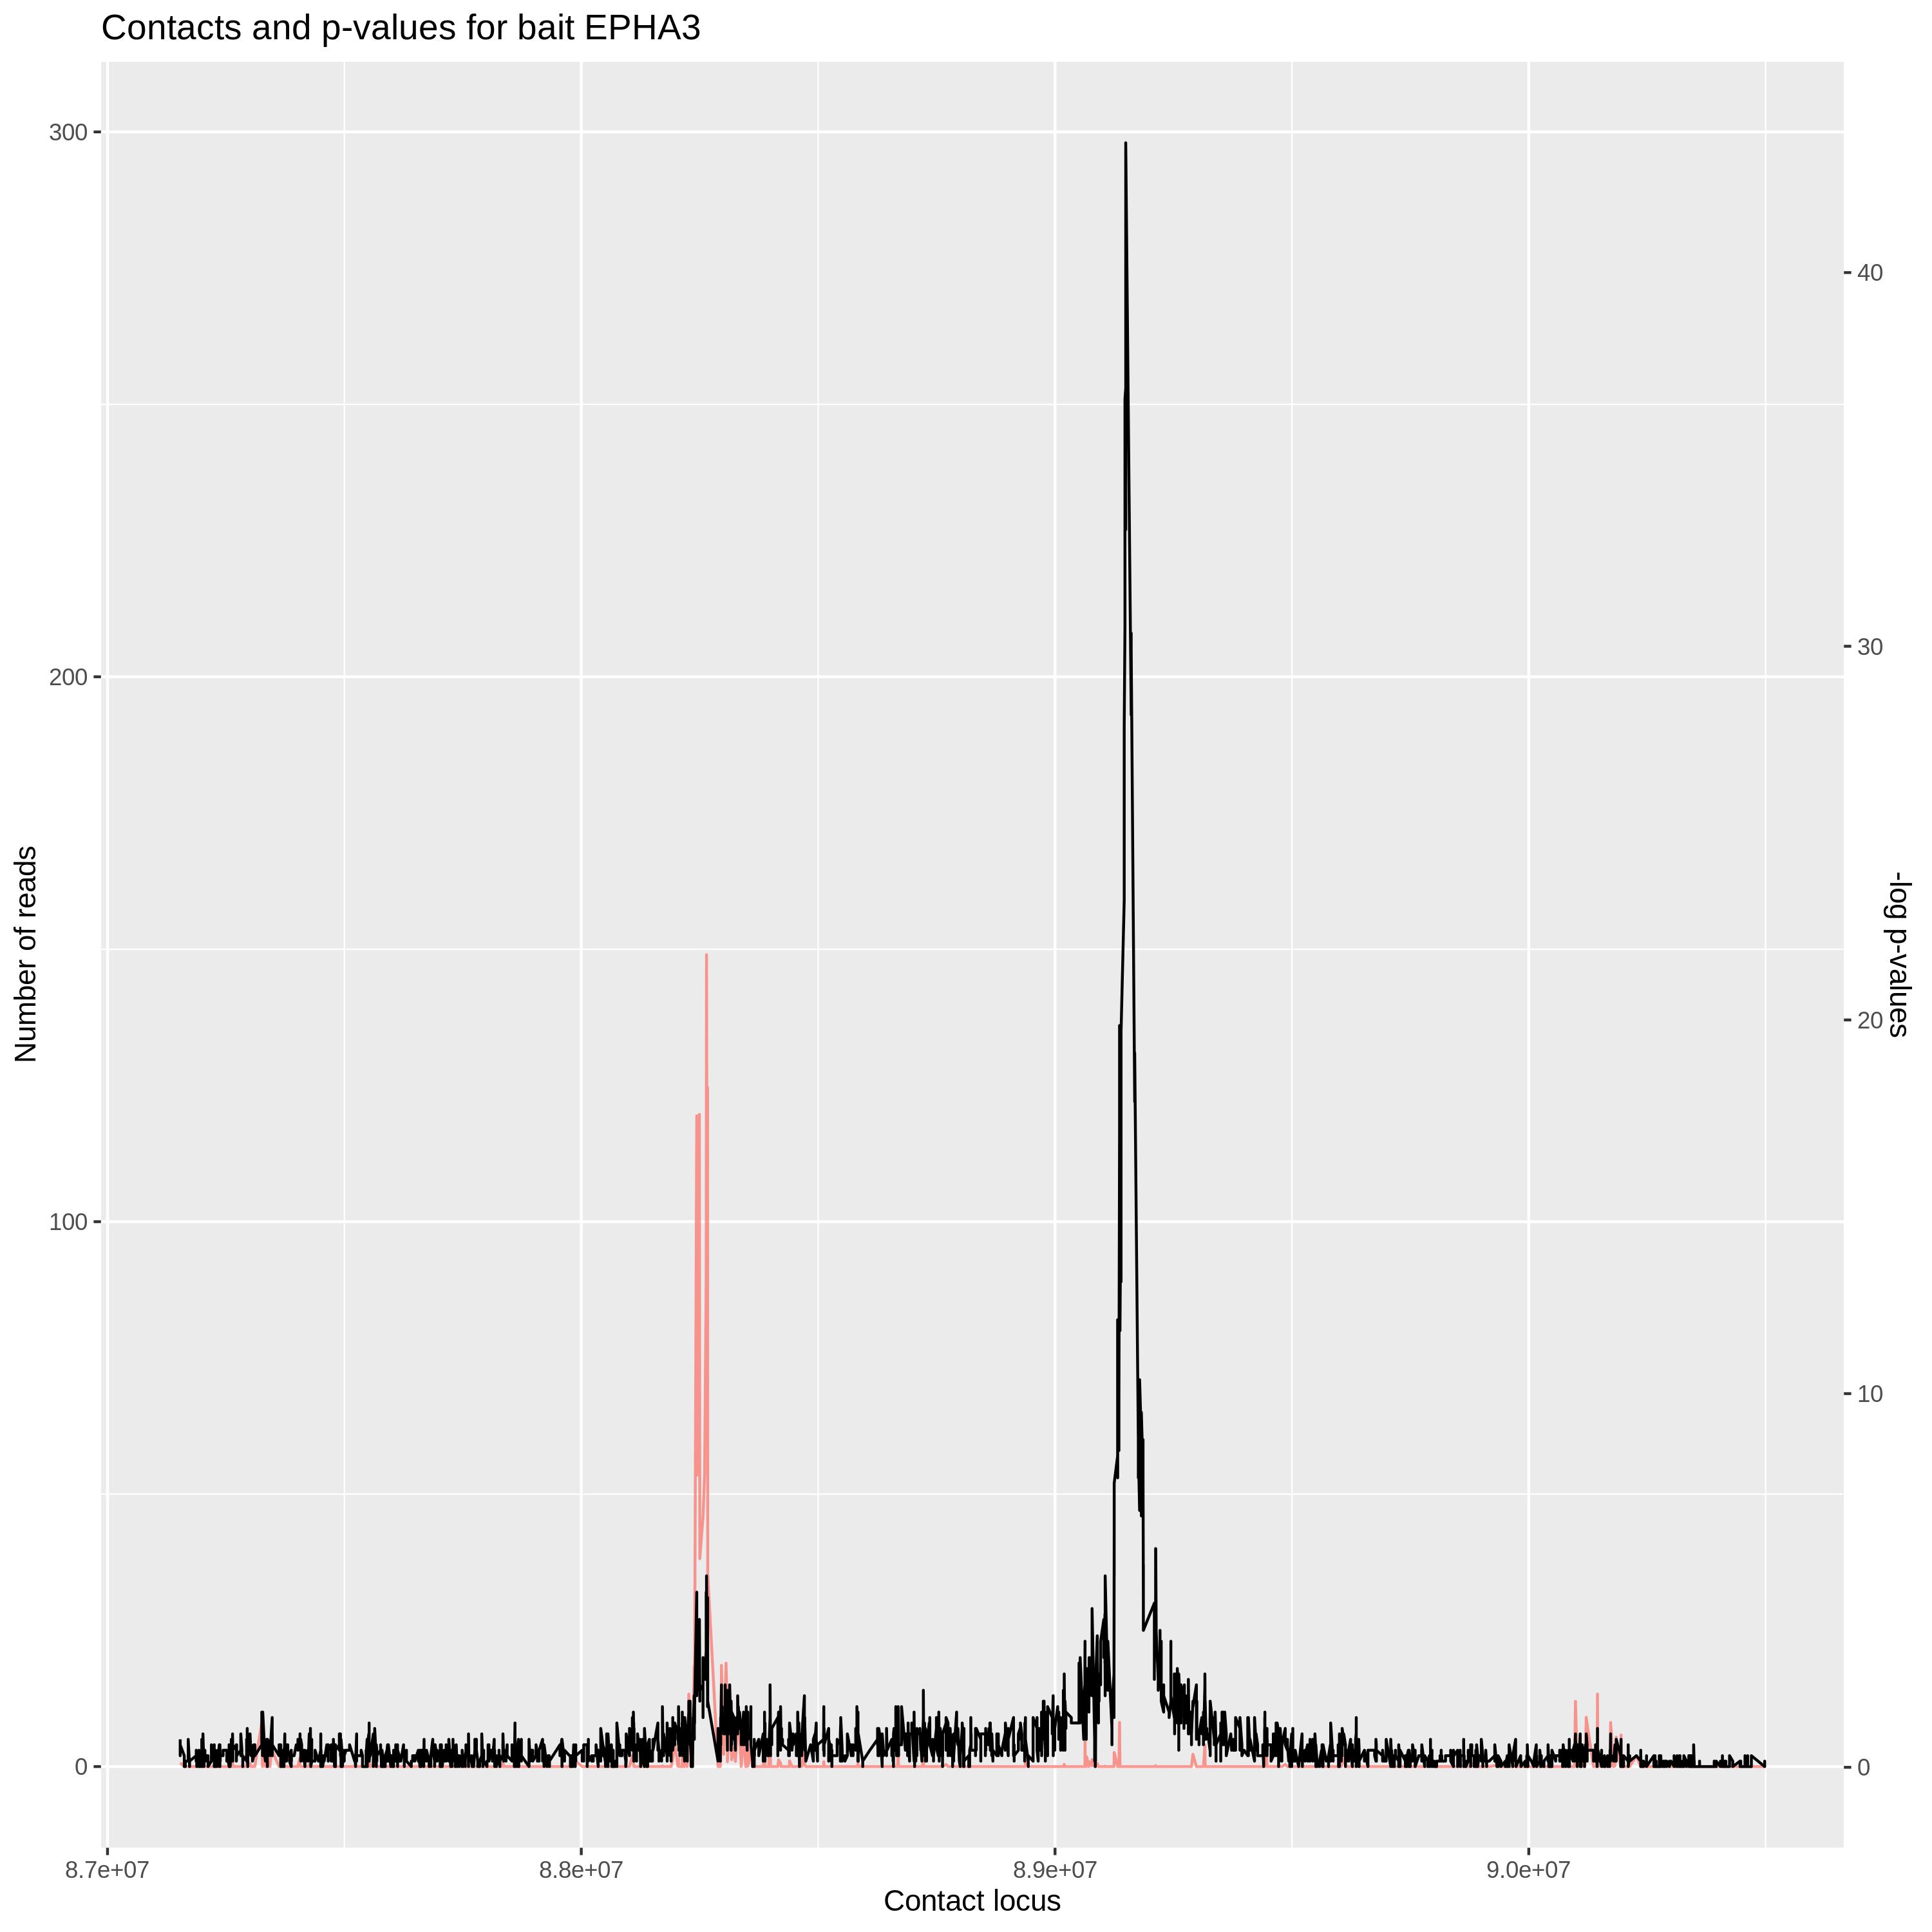 Contacts and p-values for bait EPHA3
300
200
100
0
40
30
20
10
0
Number of reads
-log p-values
8.7e+07 8.8e+07 8.9e+07 9.0e+07
Contact locus